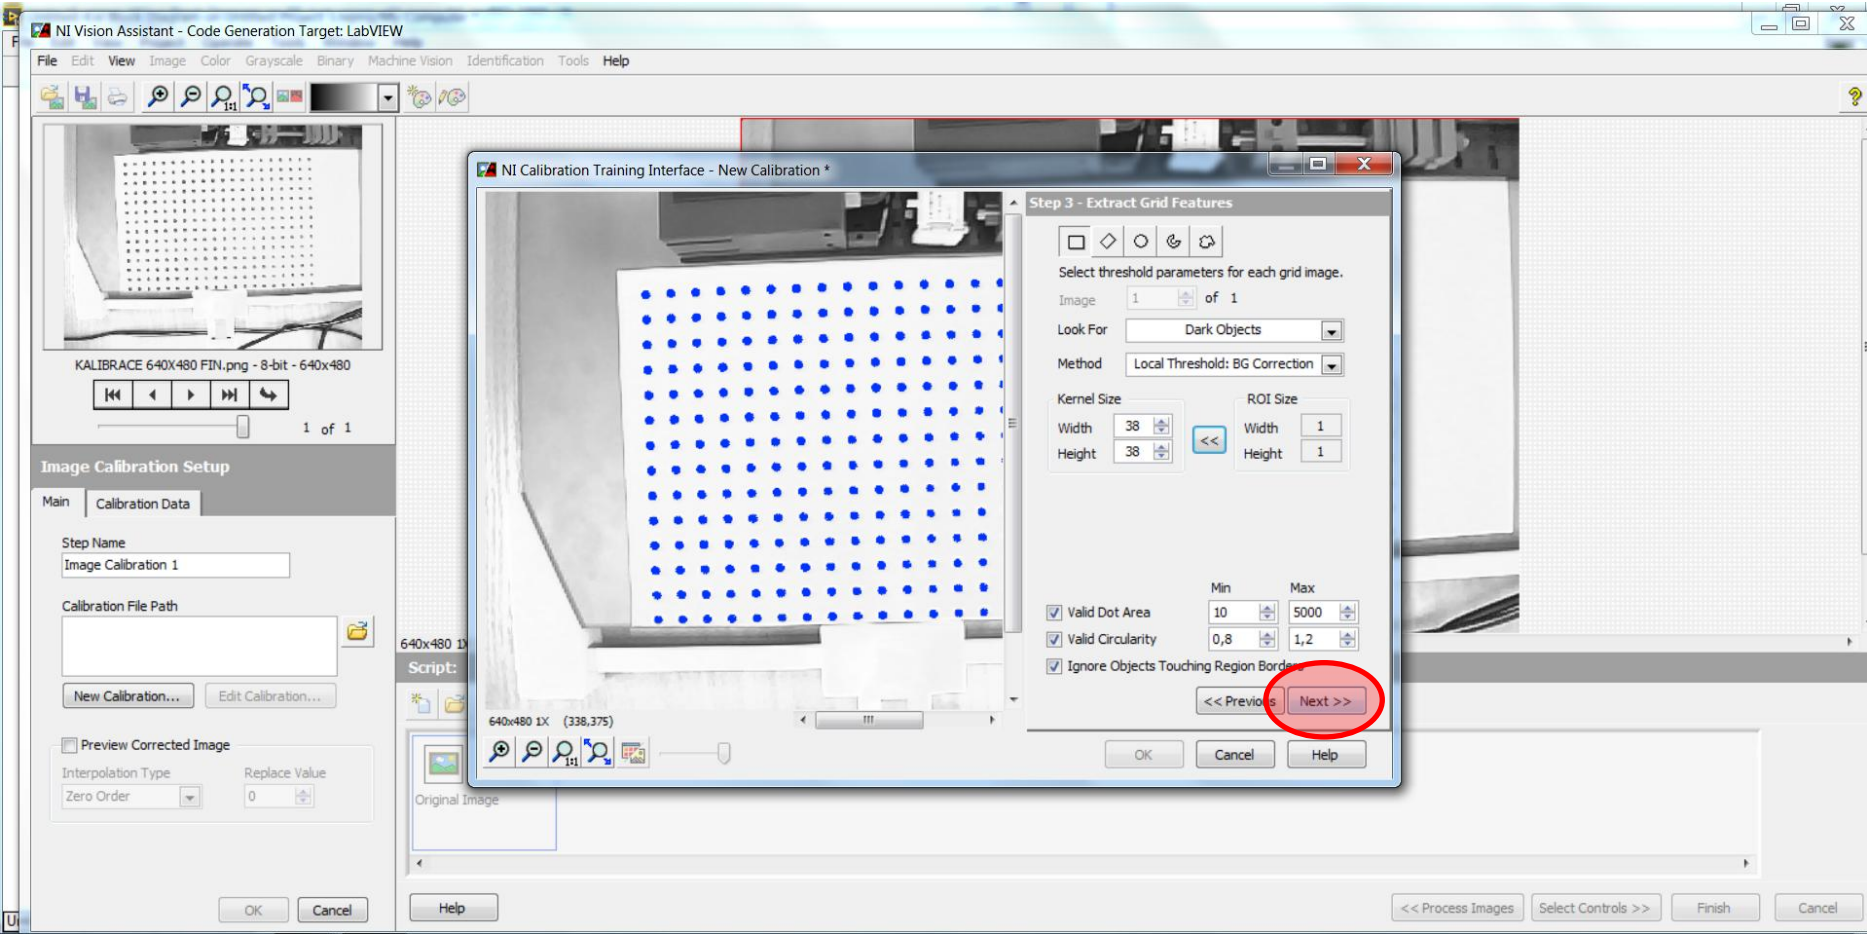 NI Vision Assistant - Code Generation Target: LabVIEW
File Edit View Image Color Grayscale Binary Machine Vision Identification Tools Help
1:1
KALIBRACE 640X480 FIN.png - 8-bit - 640x480
1 of 1
Image Calibration Setup
Main Calibration Data
Step Name
Image Calibration 1
Calibration File Path
New Calibration... Edit Calibration...
Preview Corrected Image
Interpolation Type Replace Value
Zero Order 0
OK Cancel
NI Calibration Training Interface - New Calibration *
Step 3 - Extract Grid Features
Select threshold parameters for each grid image.
Image 1 of 1
Look For Dark Objects
Method Local Threshold: BG Correction
Kernel Size ROI Size
Width 38 << Width 1
Height 38 Height 1
Min Max
Valid Dot Area 10 5000
Valid Circularity 0,8 1,2
Ignore Objects Touching Region Borders
<< Previous Next >>
640x480 1X (338,375)
1:1
OK Cancel Help
640x480 1X
Script:
Original Image
Help << Process Images Select Controls >> Finish Cancel